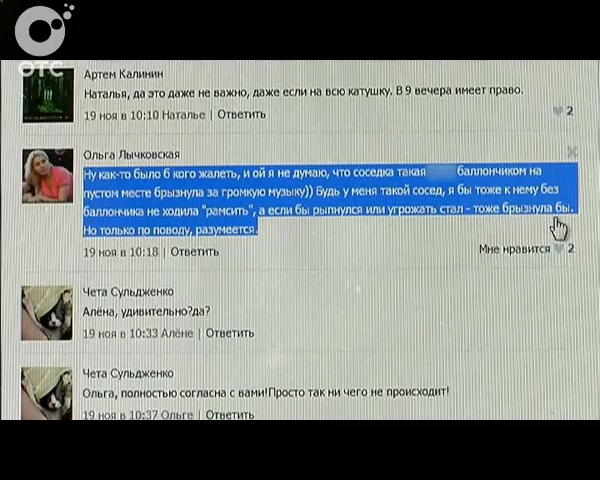 ОТС
Артем Калинин
Наталья, да это даже не важно, даже если на всю катушку. В 9 вечера имеет право.
19 ноя в 10:10 Наталье | Ответить
2
Ольга Лычковская
Ну как-то было б кого жалеть, и ой я не думаю, что соседка такая баллончиком на
пустом месте брызнула за громкую музыку)) Будь у меня такой сосед, я бы тоже к нему без
баллончика не ходила "рамсить", а если бы рыпнулся или угрожать стал - тоже брызнула бы.
Но только по поводу, разумеется.
19 ноя в 10:18 | Ответить
Мне нравится 2
Чета Сульдженко
Алёна, удивительно?да?
19 ноя в 10:33 Алёне | Ответить
Чета Сульдженко
Ольга, полностью согласна с вами!Просто так ни чего не происходит!
19 ноя в 10:37 Ольге | Ответить